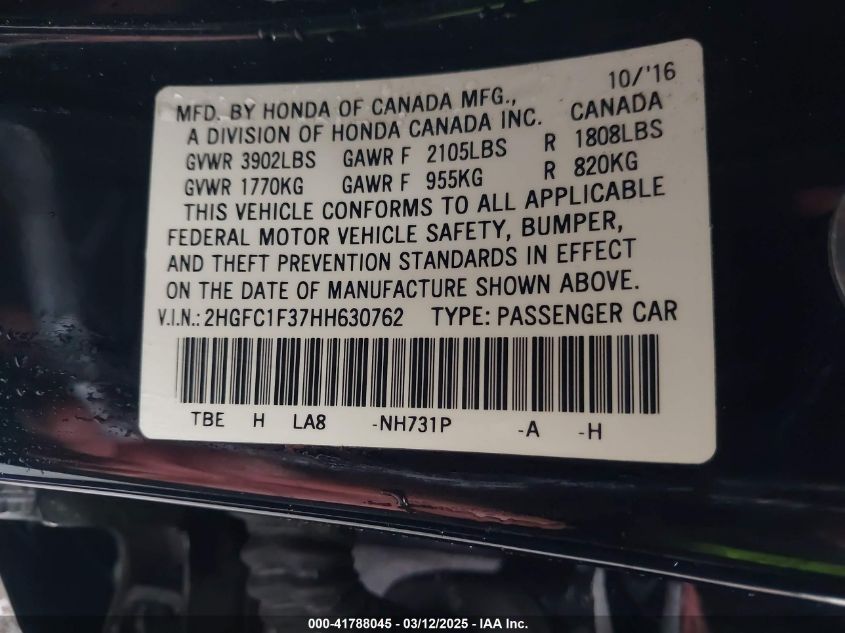 10/'16
MFD. BY HONDA OF CANADA MFG.,
A DIVISION OF HONDA CANADA INC. CANADA
GVWR 3902LBS GAWR F 2105LBS R 1808LBS
GVWR 1770KG GAWR F 955KG R 820KG
THIS VEHICLE CONFORMS TO ALL APPLICABLE
FEDERAL MOTOR VEHICLE SAFETY, BUMPER,
AND THEFT PREVENTION STANDARDS IN EFFECT
ON THE DATE OF MANUFACTURE SHOWN ABOVE.
V.I.N.: 2HGFC1F37HH630762 TYPE: PASSENGER CAR
TBE H LA8 -NH731P -A -H
000-41788045 - 03/12/2025 - IAA Inc.